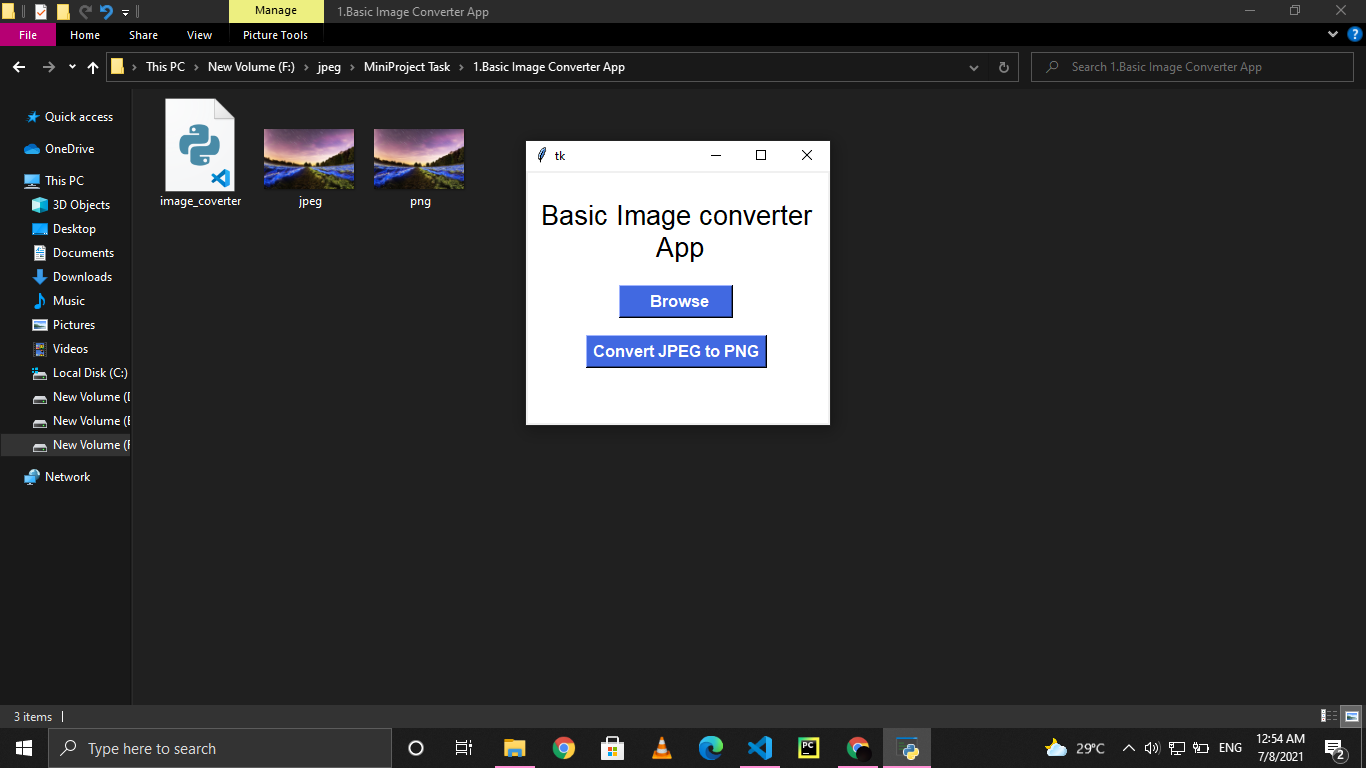 Manage
1.Basic Image Converter App
File
Home
Share
View
Picture Tools
This PC
New Volume (F:)
jpeg
MiniProject Task
1.Basic Image Converter App
Search 1.Basic Image Converter App
Quick access
OneDrive
This PC
3D Objects
Desktop
Documents
Downloads
Music
Pictures
Videos
Local Disk (C:)
New Volume (
New Volume (
New Volume (
Network
image_coverter
jpeg
png
tk
Basic Image converter
App
Browse
Convert JPEG to PNG
3 items
Type here to search
PC
29°C
ENG
12:54 AM
7/8/2021
2